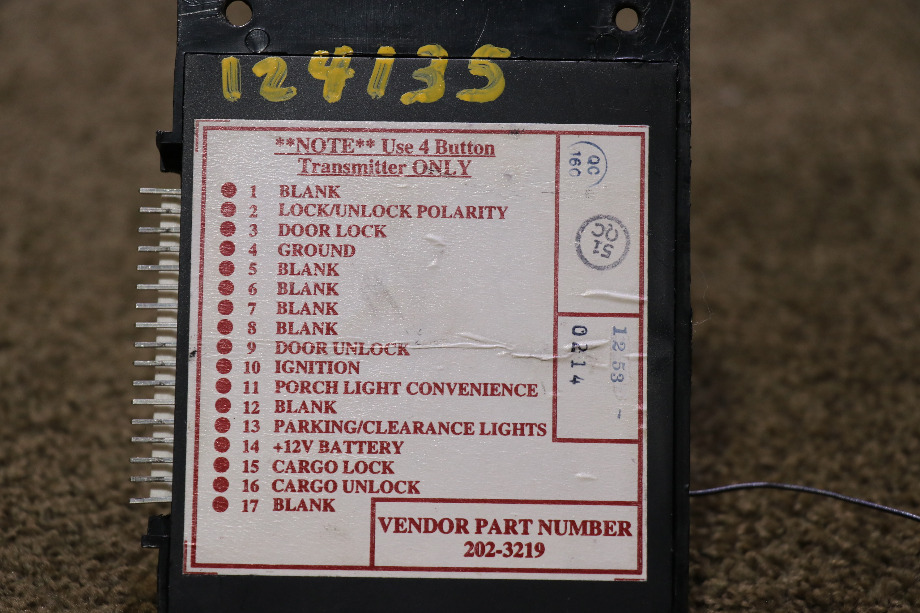 124135
**NOTE** Use 4 Button
Transmitter ONLY
1 BLANK
2 LOCK/UNLOCK POLARITY
3 DOOR LOCK
4 GROUND
5 BLANK
6 BLANK
7 BLANK
8 BLANK
9 DOOR UNLOCK
10 IGNITION
11 PORCH LIGHT CONVENIENCE
12 BLANK
13 PARKING/CLEARANCE LIGHTS
14 +12V BATTERY
15 CARGO LOCK
16 CARGO UNLOCK
17 BLANK
QC
160
51
QC
1253 -
0214
VENDOR PART NUMBER
202-3219